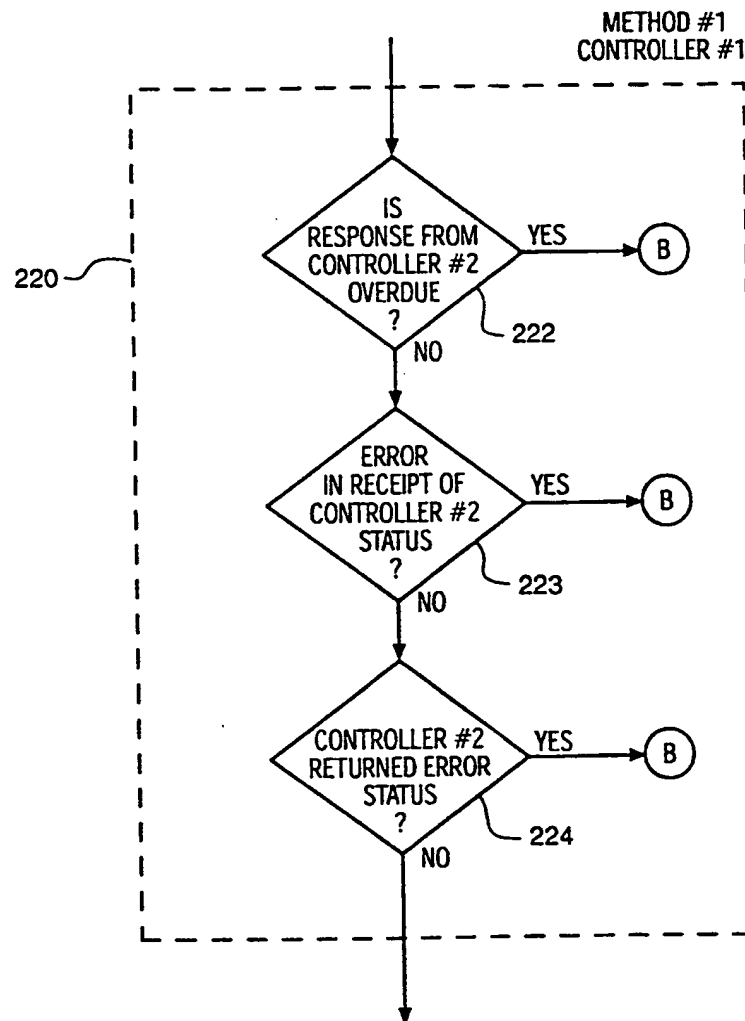 METHOD #1
CONTROLLER #1
IS
RESPONSE FROM
CONTROLLER #2
OVERDUE
?
YES
B
220
222
NO
ERROR
IN RECEIPT OF
CONTROLLER #2
STATUS
?
YES
B
223
NO
CONTROLLER #2
RETURNED ERROR
STATUS
?
YES
B
224
NO